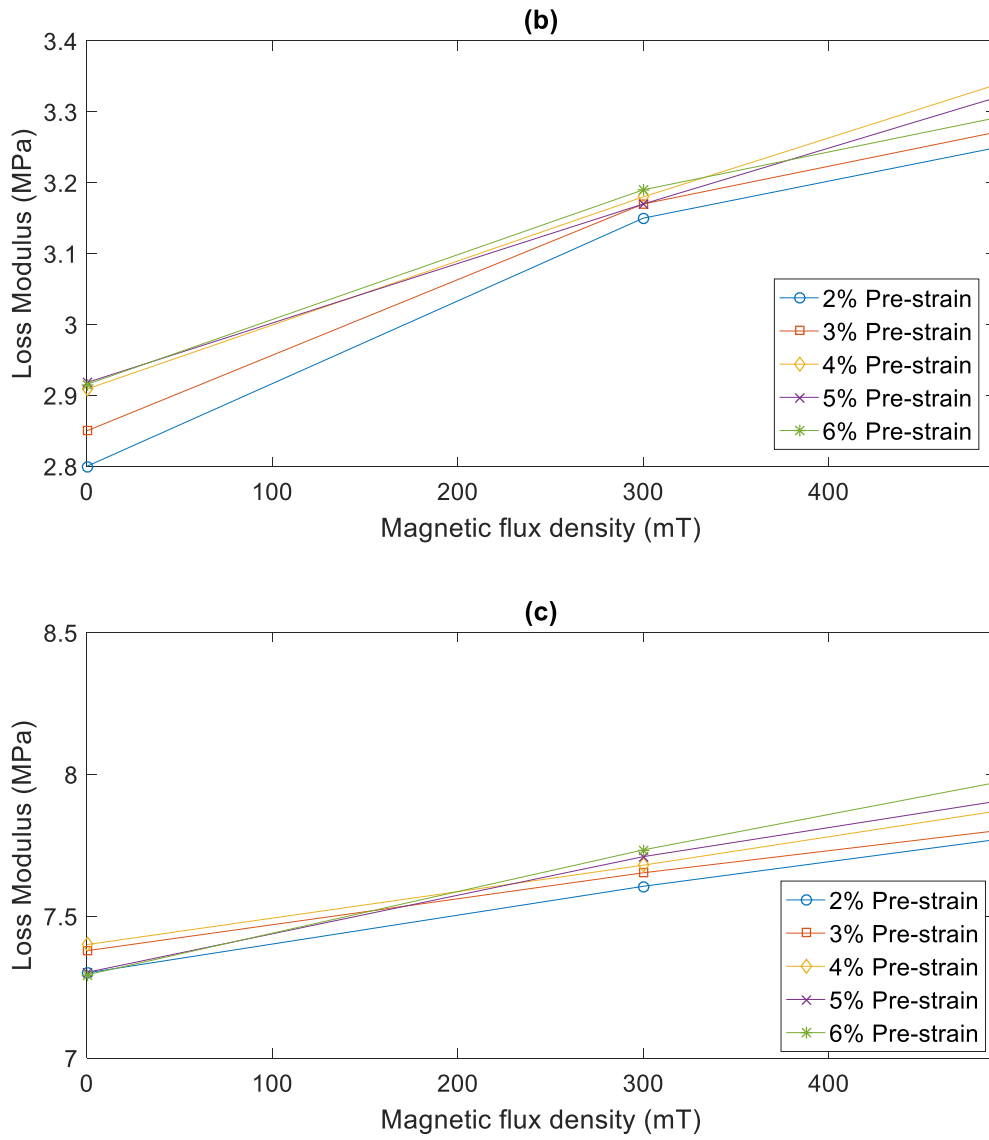 (b)
3.4
3.3
3.2
3.1
3
2.9
2.8
Loss Modulus (MPa)
2% Pre-strain
3% Pre-strain
4% Pre-strain
5% Pre-strain
6% Pre-strain
0 100 200 300 400
Magnetic flux density (mT)
(c)
8.5
8
7.5
7
Loss Modulus (MPa)
2% Pre-strain
3% Pre-strain
4% Pre-strain
5% Pre-strain
6% Pre-strain
0 100 200 300 400
Magnetic flux density (mT)